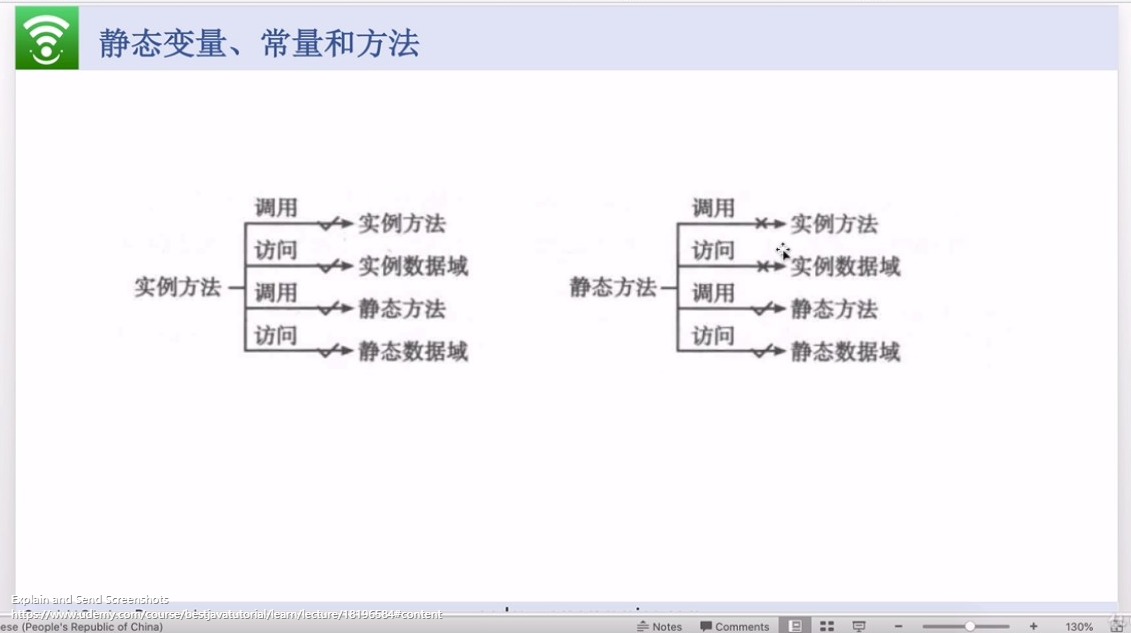 静态变量、常量和方法
调用
实例方法
访问
实例数据域
实例方法
调用
静态方法
访问
静态数据域
调用
实例方法
访问
实例数据域
静态方法
调用
静态方法
访问
静态数据域
Explain and Send Screenshots
https://www.udemy.com/course/bestjavatutorial/learn/lecture/18196584#content
ese (People's Republic of China)
Notes
Comments
130%